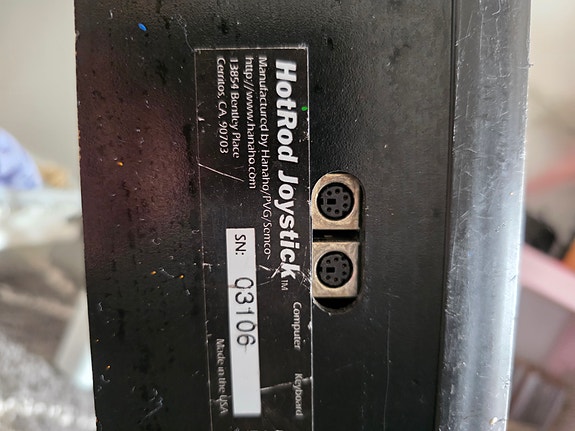 HotRod Joystick™
Manufactured by Hanaho/PVG/Semco
http://www.hanaho.com
13854 Bentley Place
Cerritos, CA, 90703
Computer Keyboard
SN: 03106
Made in the USA